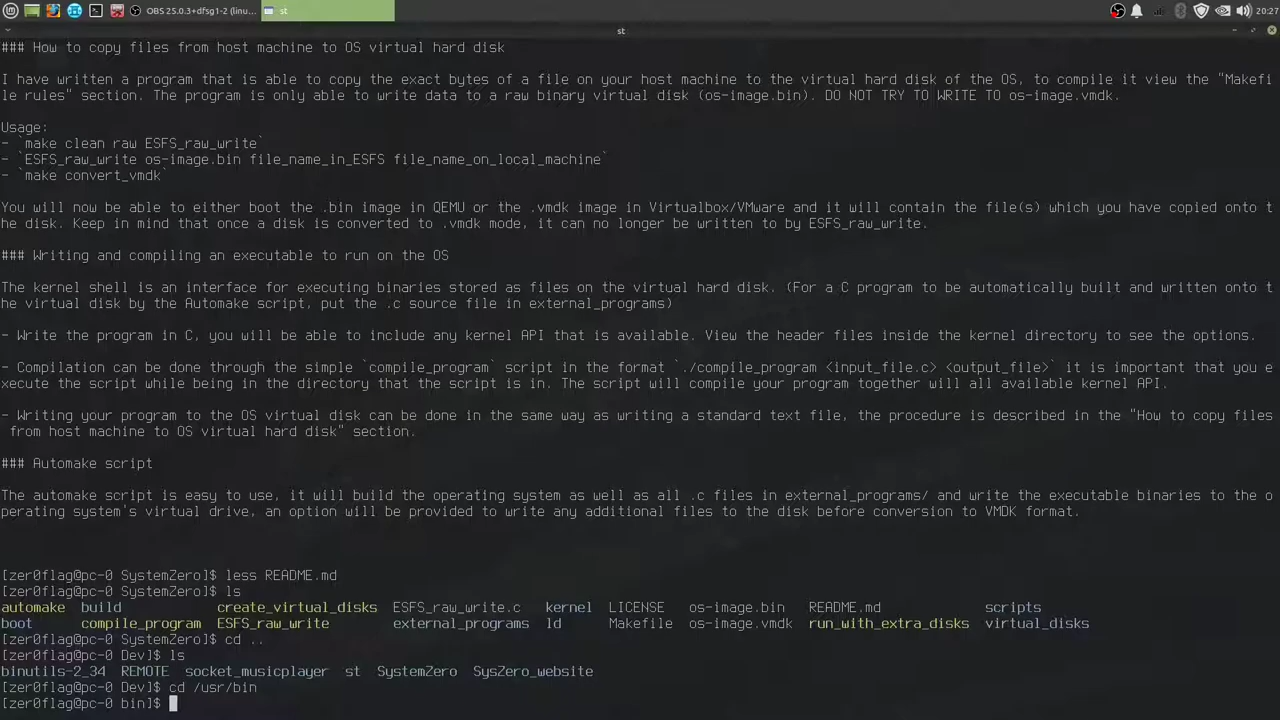 OBS 25.0.3+dfsg1-2 (linu...
st
20:27
st
### How to copy files from host machine to OS virtual hard disk
I have written a program that is able to copy the exact bytes of a file on your host machine to the virtual hard disk of the OS, to compile it view the "Makefi
le rules" section. The program is only able to write data to a raw binary virtual disk (os-image.bin). DO NOT TRY TO WRITE TO os-image.vmdk.
Usage:
- `make clean raw ESFS_raw_write`
- `ESFS_raw_write os-image.bin file_name_in_ESFS file_name_on_local_machine`
- `make convert_vmdk`
You will now be able to either boot the .bin image in QEMU or the .vmdk image in Virtualbox/VMware and it will contain the file(s) which you have copied onto t
he disk. Keep in mind that once a disk is converted to .vmdk mode, it can no longer be written to by ESFS_raw_write.
### Writing and compiling an executable to run on the OS
The kernel shell is an interface for executing binaries stored as files on the virtual hard disk. (For a C program to be automatically built and written onto t
he virtual disk by the Automake script, put the .c source file in external_programs)
- Write the program in C, you will be able to include any kernel API that is available. View the header files inside the kernel directory to see the options.
- Compilation can be done through the simple `compile_program` script in the format `./compile_program <input_file.c> <output_file>` it is important that you e
xecute the script while being in the directory that the script is in. The script will compile your program together will all available kernel API.
- Writing your program to the OS virtual disk can be done in the same way as writing a standard text file, the procedure is described in the "How to copy files
from host machine to OS virtual hard disk" section.
### Automake script
The automake script is easy to use, it will build the operating system as well as all .c files in external_programs/ and write the executable binaries to the o
perating system's virtual drive, an option will be provided to write any additional files to the disk before conversion to VMDK format.
[zer0flag@pc-0 SystemZero]$ less README.md
[zer0flag@pc-0 SystemZero]$ ls
automake build create_virtual_disks ESFS_raw_write.c kernel LICENSE os-image.bin README.md scripts
boot compile_program ESFS_raw_write external_programs ld Makefile os-image.vmdk run_with_extra_disks virtual_disks
[zer0flag@pc-0 SystemZero]$ cd ..
[zer0flag@pc-0 Dev]$ ls
binutils-2_34 REMOTE socket_musicplayer st SystemZero SysZero_website
[zer0flag@pc-0 Dev]$ cd /usr/bin
[zer0flag@pc-0 bin]$